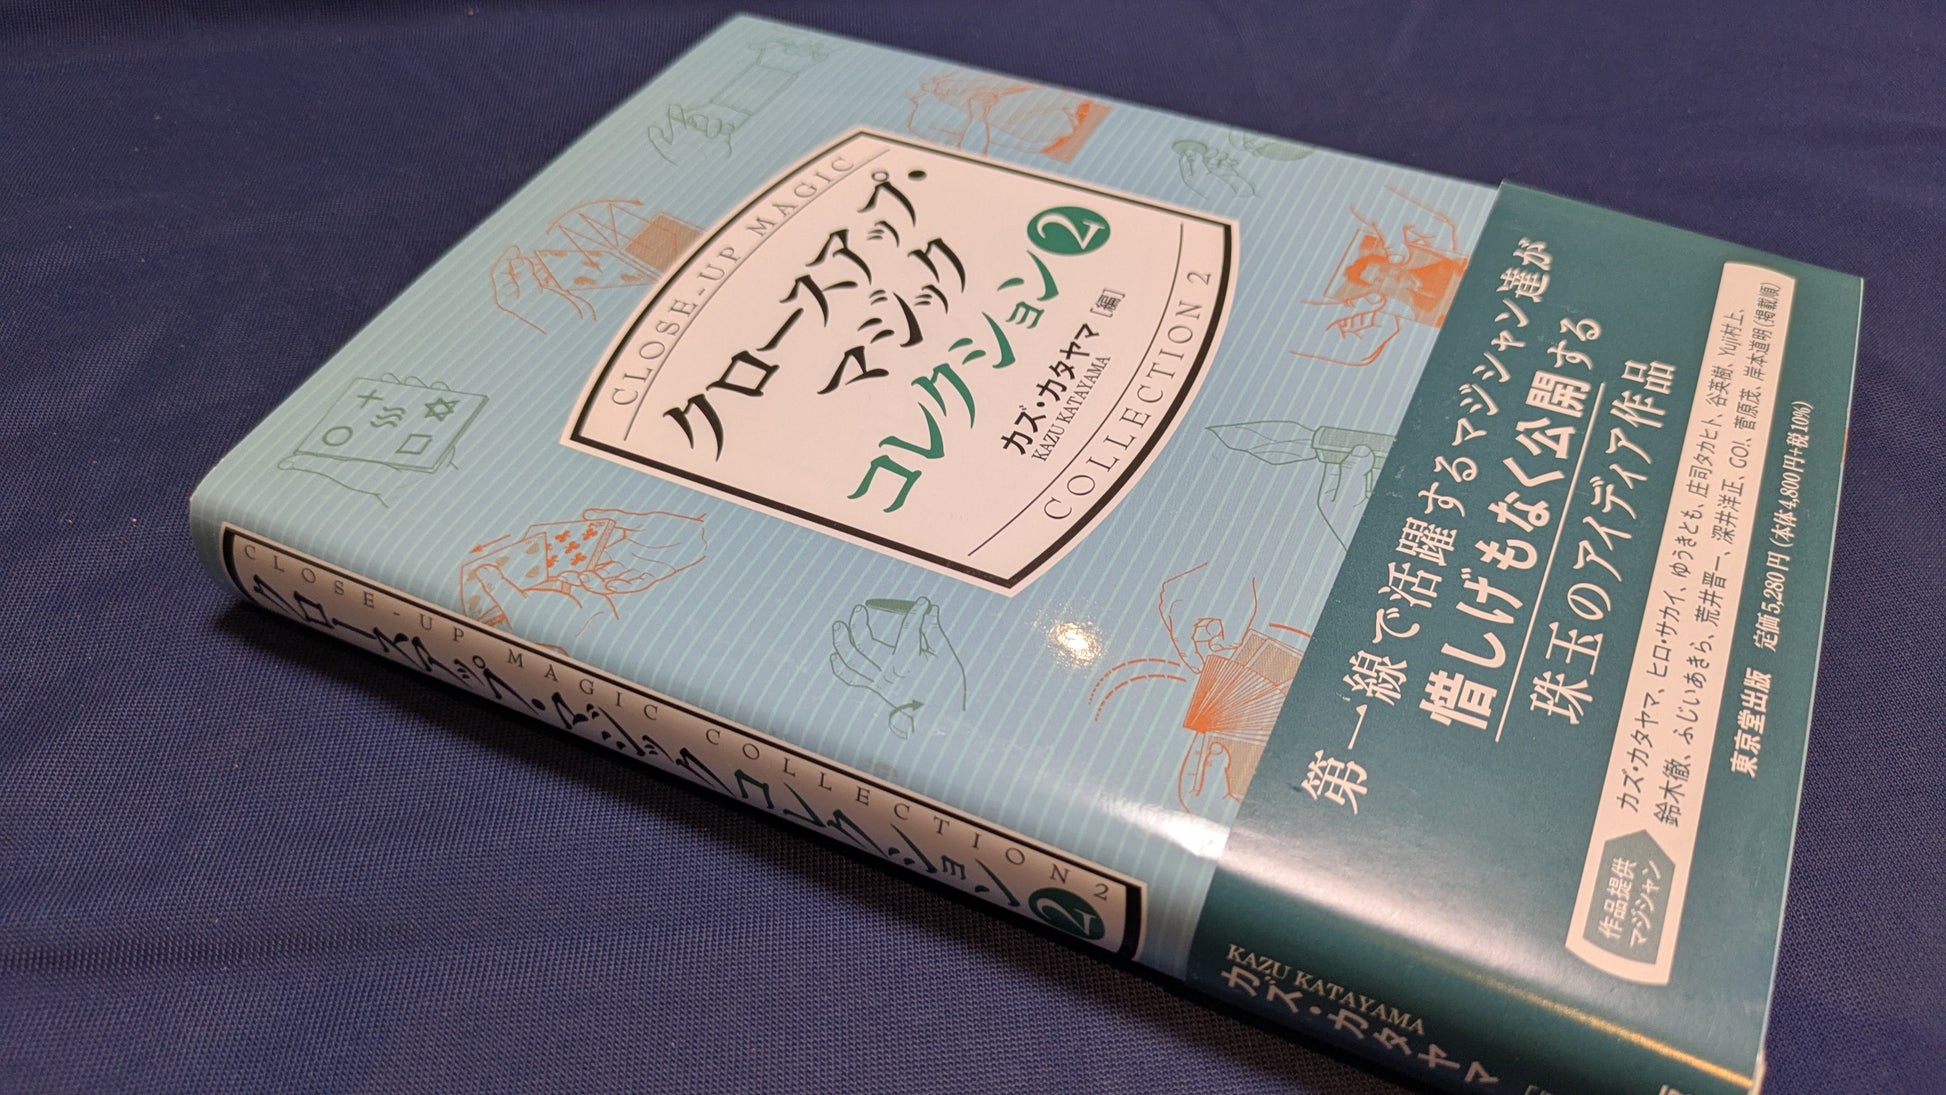 CLOSE-UP MAGIC
クロースアップ・
マジック
コレクション2
カズ・カタヤマ[編]
KAZU KATAYAMA
COLLECTION 2
第一線で活躍するマジシャン達が
惜しげもなく公開する
珠玉のアイディア作品
作品提供
マジシャン
カズ・カタヤマ、ヒロ・サカイ、ゆうきとも、庄司タカヒト、谷英樹、Yuji村上、
鈴木徹、ふじいあきら、荒井晋一、深井洋正、GO!、菅原茂、岸本道明(掲載順)
東京堂出版 定価5,280円(本体4,800円+税10%)
CLOSE-UP MAGIC COLLECTION 2
クロースアップ・マジックコレクション2
KAZU KATAYAMA
カズ・カタヤマ